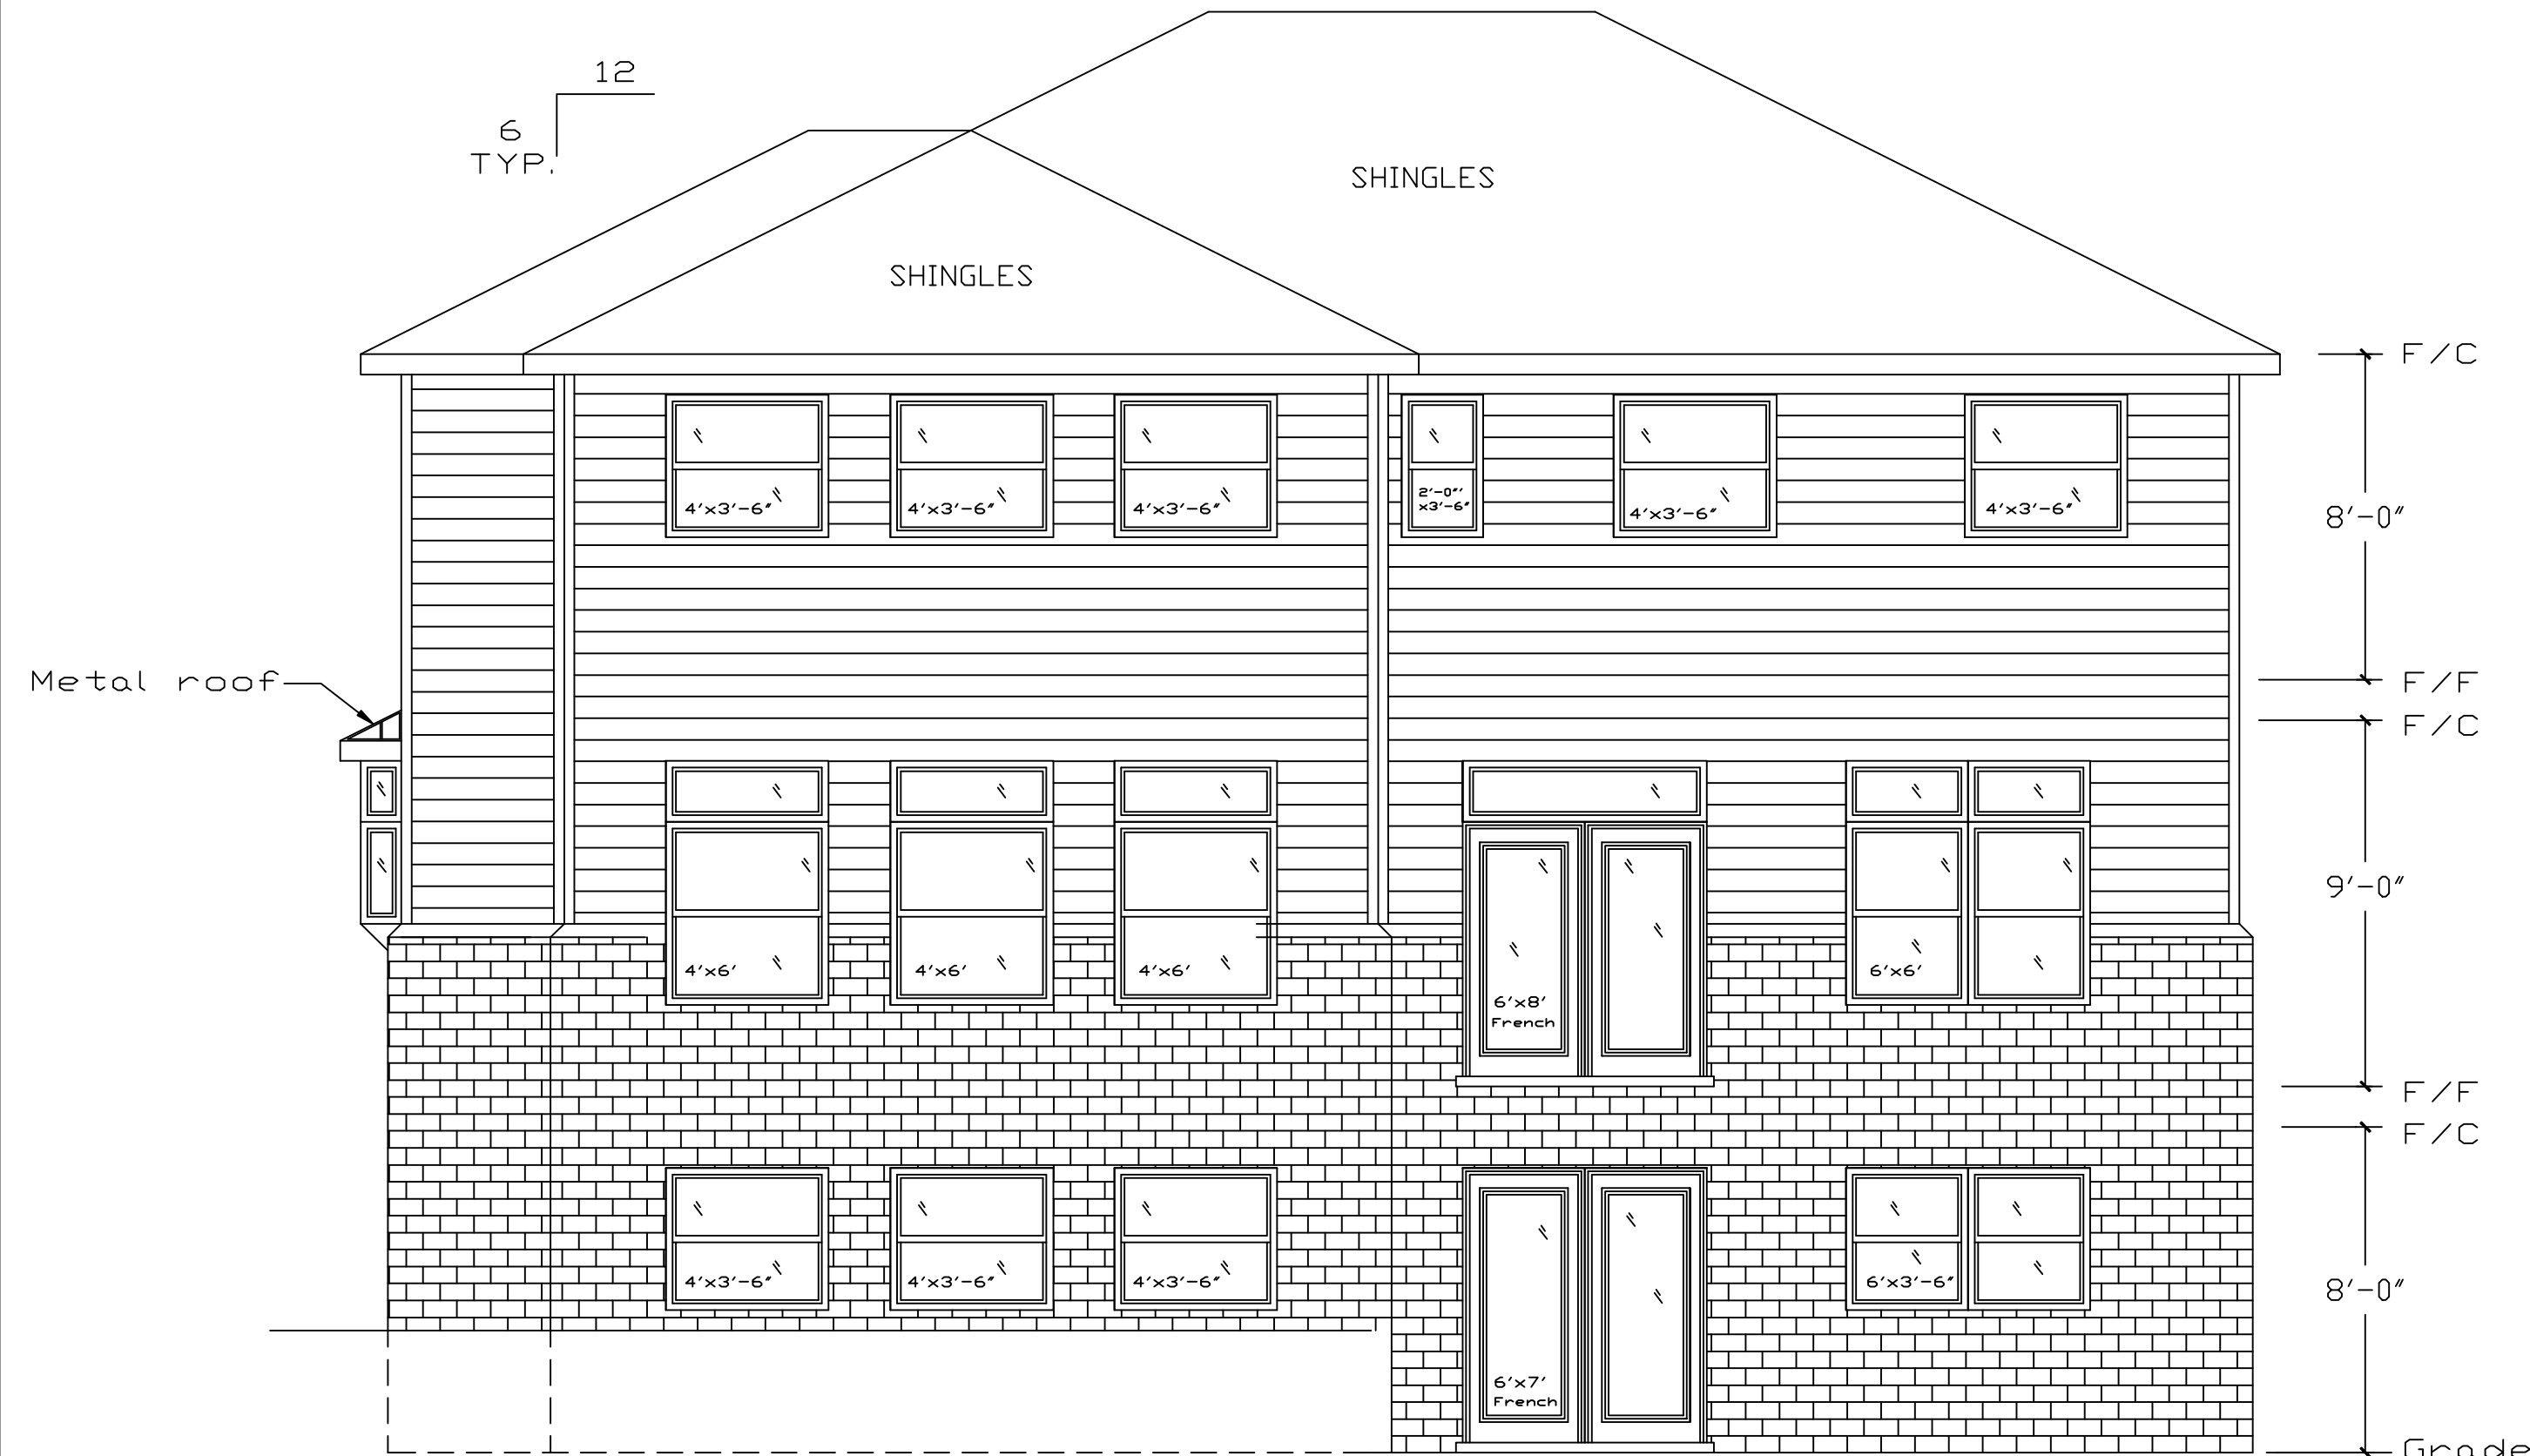 12
6
TYP.
SHINGLES
SHINGLES
F/C
4'x3'-6"
4'x3'-6"
4'x3'-6"
2'-0"'
x3'-6"
4'x3'-6"
4'x3'-6"
8'-0"
Metal roof
F/F
F/C
9'-0"
4'x6'
4'x6'
4'x6'
6'x8'
French
6'x6'
F/F
F/C
4'x3'-6"
4'x3'-6"
4'x3'-6"
6'x3'-6"
8'-0"
6'x7'
French
Grade